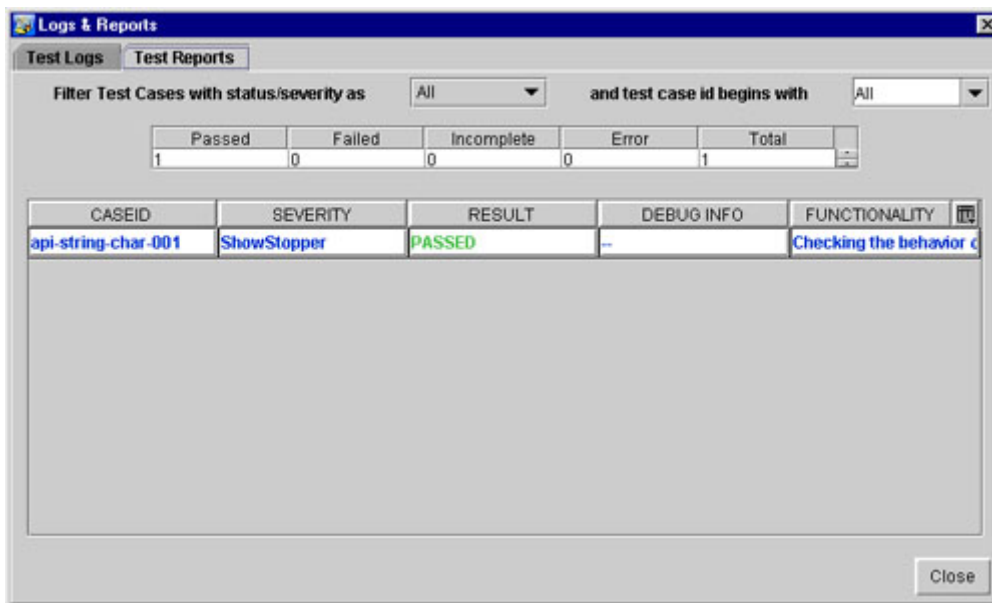 Logs & Reports
Test Logs Test Reports
Filter Test Cases with status/severity as All and test case id begins with All
Passed Failed Incomplete Error Total
1 0 0 0 1
CASEID SEVERITY RESULT DEBUG INFO FUNCTIONALITY
api-string-char-001 ShowStopper PASSED -- Checking the behavior
Close